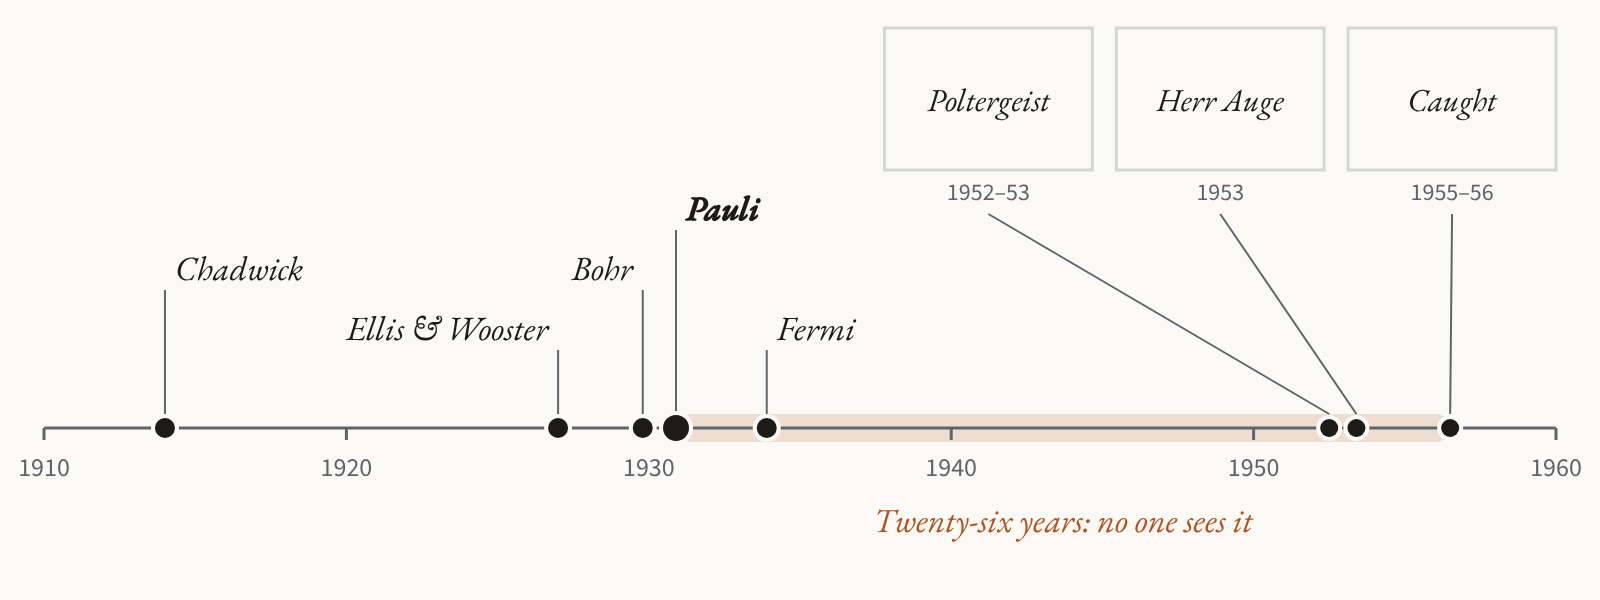 Poltergeist
Herr Auge
Caught
1952–53
1953
1955–56
Pauli
Chadwick
Bohr
Ellis & Wooster
Fermi
1910
1920
1930
1940
1950
1960
Twenty-six years: no one sees it